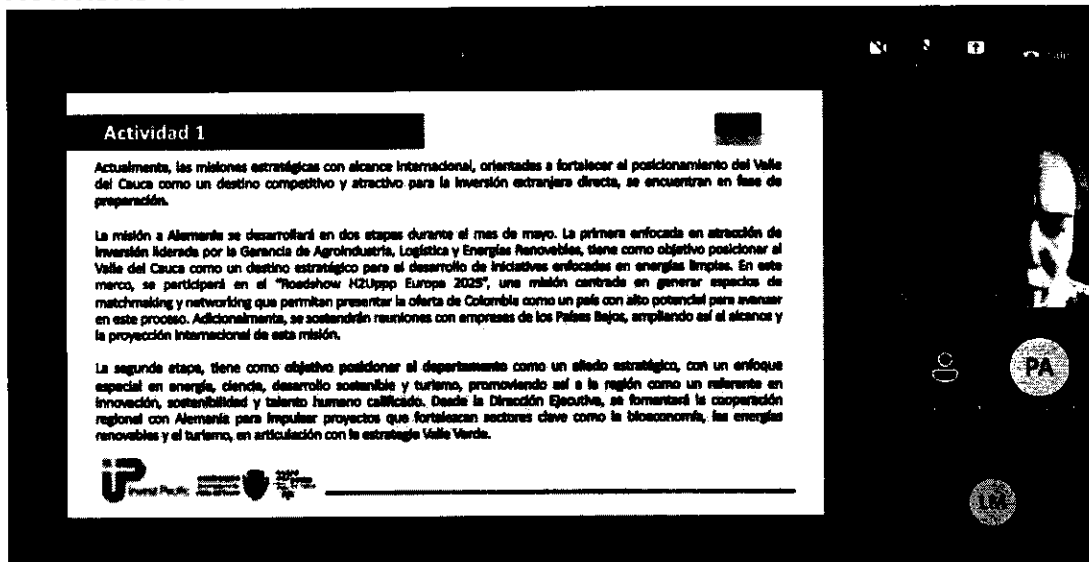 Actividad 1
Actualmente, las misiones estratégicas con alcance internacional, orientadas a fortalecer el posicionamiento del Valle
del Cauca como un destino competitivo y atractivo para la inversión extranjera directa, se encuentran en fase de
preparación.
La misión a Alemania se desarrollará en dos etapas durante el mes de mayo. La primera enfocada en atracción de
inversión liderada por la Gerencia de Agroindustria, Logística y Energías Renovables, tiene como objetivo posicionar al
Valle del Cauca como un destino estratégico para el desarrollo de iniciativas enfocadas en energías limpias. En este
marco, se participará en el "Roadshow H2Uppp Europa 2025", una misión centrada en generar espacios de
matchmaking y networking que permitan presentar la oferta de Colombia como un país con alto potencial para avanzar
en este proceso. Adicionalmente, se sostendrán reuniones con empresas de los Países Bajos, ampliando así el alcance y
la proyección internacional de esta misión.
La segunda etapa, tiene como objetivo posicionar al departamento como un aliado estratégico, con un enfoque
especial en energía, ciencia, desarrollo sostenible y turismo, promoviendo así a la región como un referente en
innovación, sostenibilidad y talento humano calificado. Desde la Dirección Ejecutiva, se fomentará la cooperación
regional con Alemania para impulsar proyectos que fortalezcan sectores clave como la bioeconomía, las energías
renovables y el turismo, en articulación con la estrategia Valle Verde.
Invest Pacific
PA